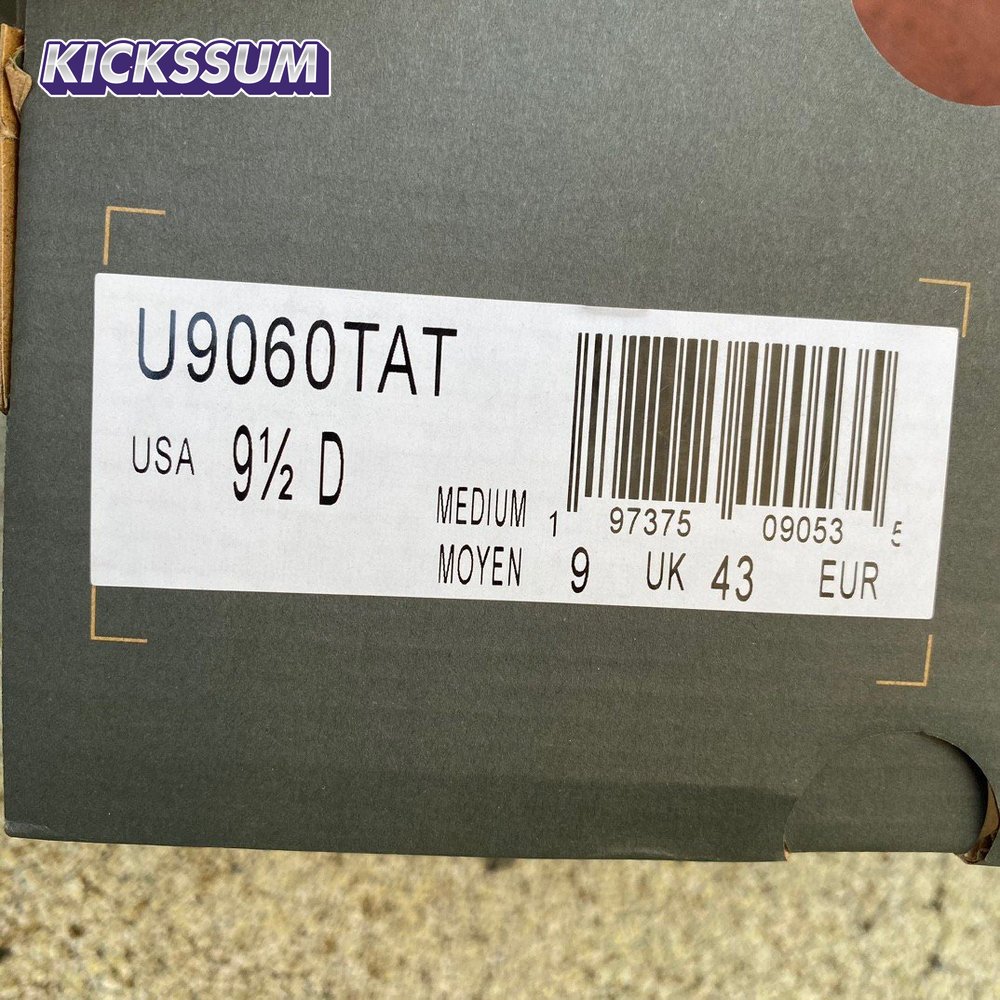 KICKSSUM
U9060TAT
USA 9½ D
MEDIUM
MOYEN
1 97375 09053 5
9 UK 43 EUR